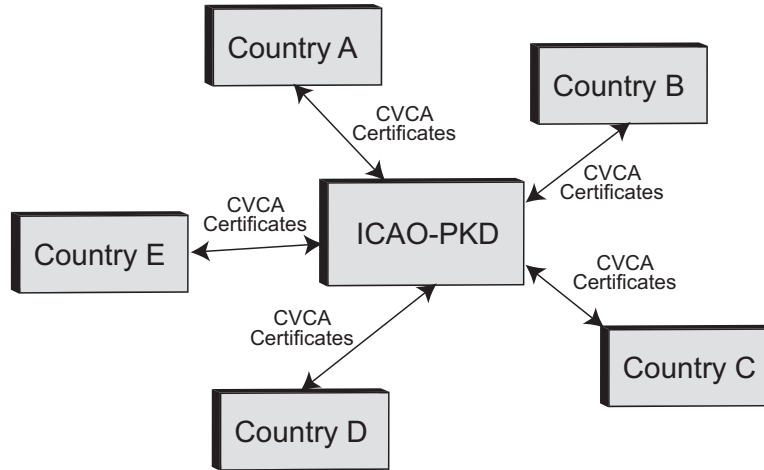 Country A
Country B
CVCA
Certificates
CVCA
Certificates
CVCA
Certificates
ICAO-PKD
Country E
CVCA
Certificates
CVCA
Certificates
Country C
Country D